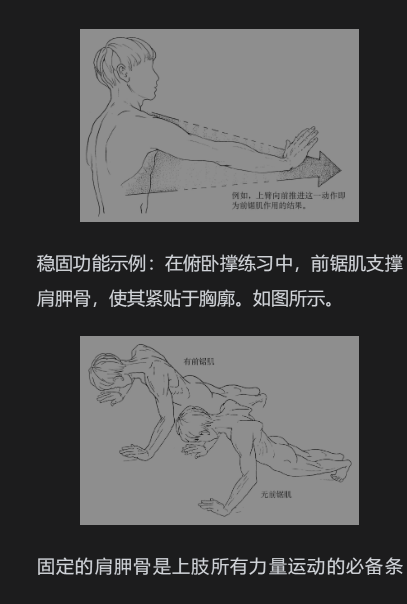 例如，上臂向前推进这一动作即
为前锯肌作用的结果。
稳固功能示例：在俯卧撑练习中，前锯肌支撑
肩胛骨，使其紧贴于胸廓。如图所示。
有前锯肌
无前锯肌
固定的肩胛骨是上肢所有力量运动的必备条